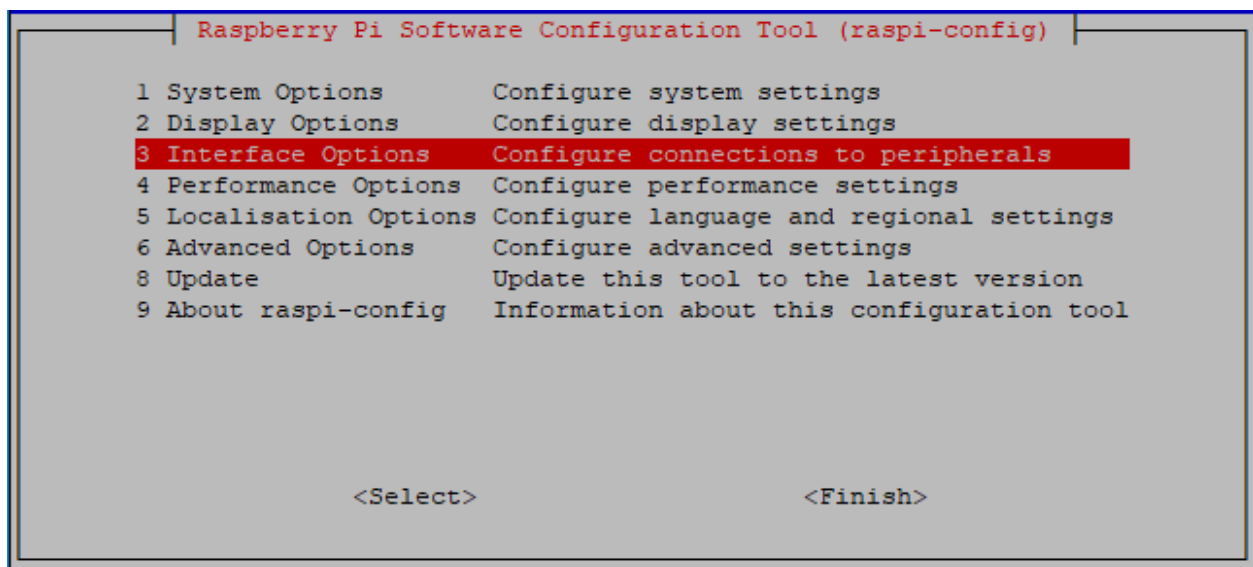 Raspberry Pi Software Configuration Tool (raspi-config)
1 System Options Configure system settings
2 Display Options Configure display settings
3 Interface Options Configure connections to peripherals
4 Performance Options Configure performance settings
5 Localisation Options Configure language and regional settings
6 Advanced Options Configure advanced settings
8 Update Update this tool to the latest version
9 About raspi-config Information about this configuration tool
<Select> <Finish>